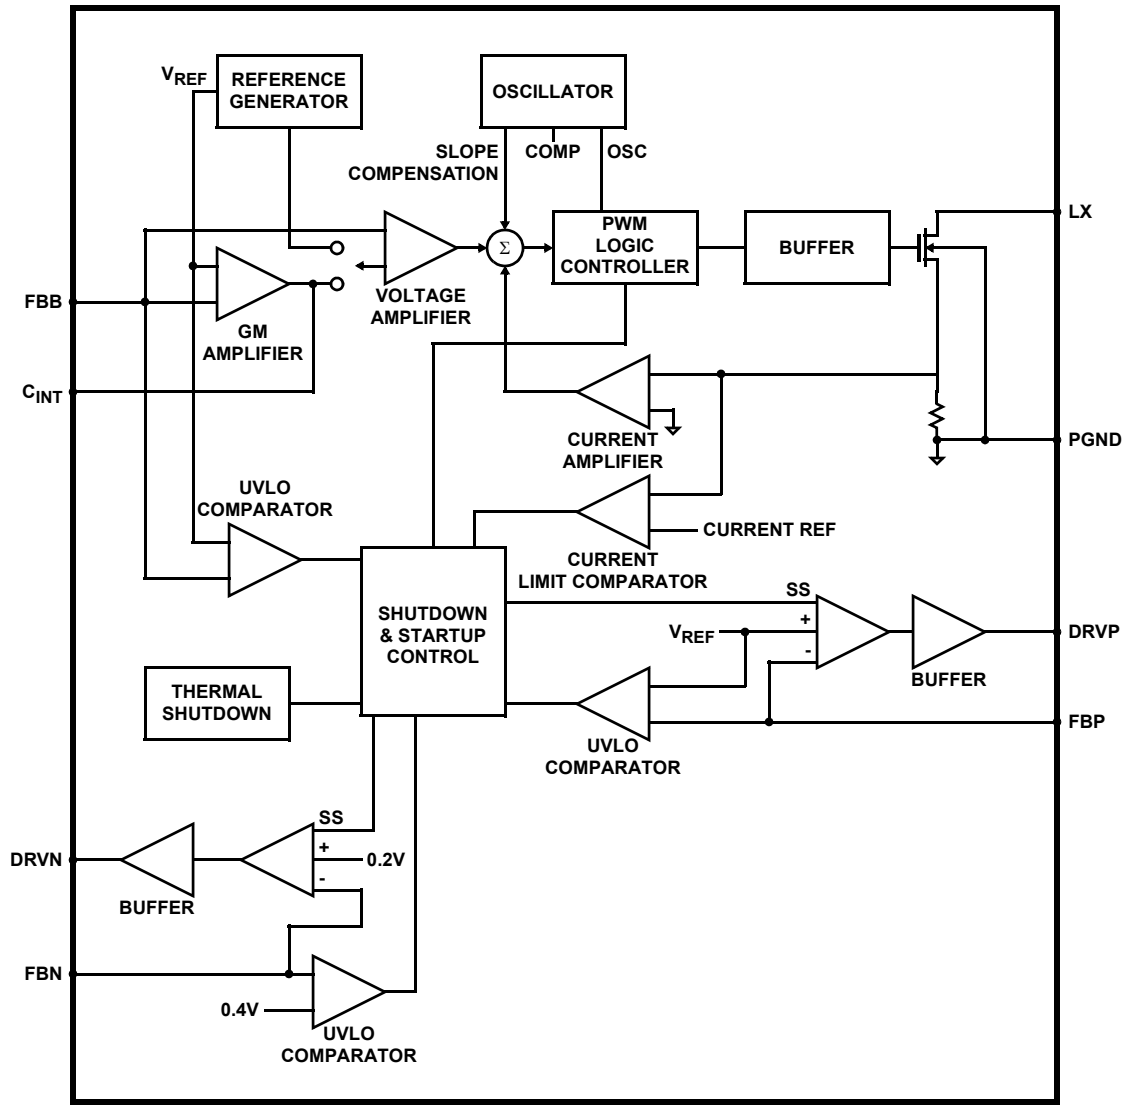 VREF
REFERENCE
GENERATOR
OSCILLATOR
SLOPE
COMPENSATION
COMP
OSC
LX
PWM
LOGIC
CONTROLLER
BUFFER
Σ
FBB
VOLTAGE
AMPLIFIER
GM
AMPLIFIER
CINT
CURRENT
AMPLIFIER
PGND
UVLO
COMPARATOR
CURRENT REF
CURRENT
LIMIT COMPARATOR
SHUTDOWN
& STARTUP
CONTROL
SS
+
-
VREF
DRVP
BUFFER
THERMAL
SHUTDOWN
FBP
UVLO
COMPARATOR
SS
+
-
0.2V
DRVN
BUFFER
FBN
0.4V
UVLO
COMPARATOR